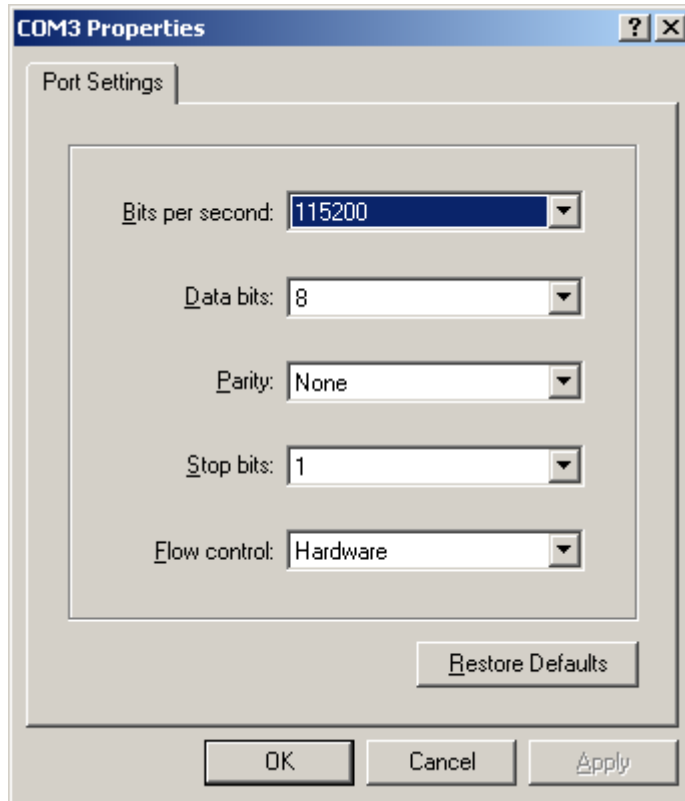 COM3 Properties
Port Settings
Bits per second: 115200
Data bits: 8
Parity: None
Stop bits: 1
Flow control: Hardware
Restore Defaults
OK Cancel Apply